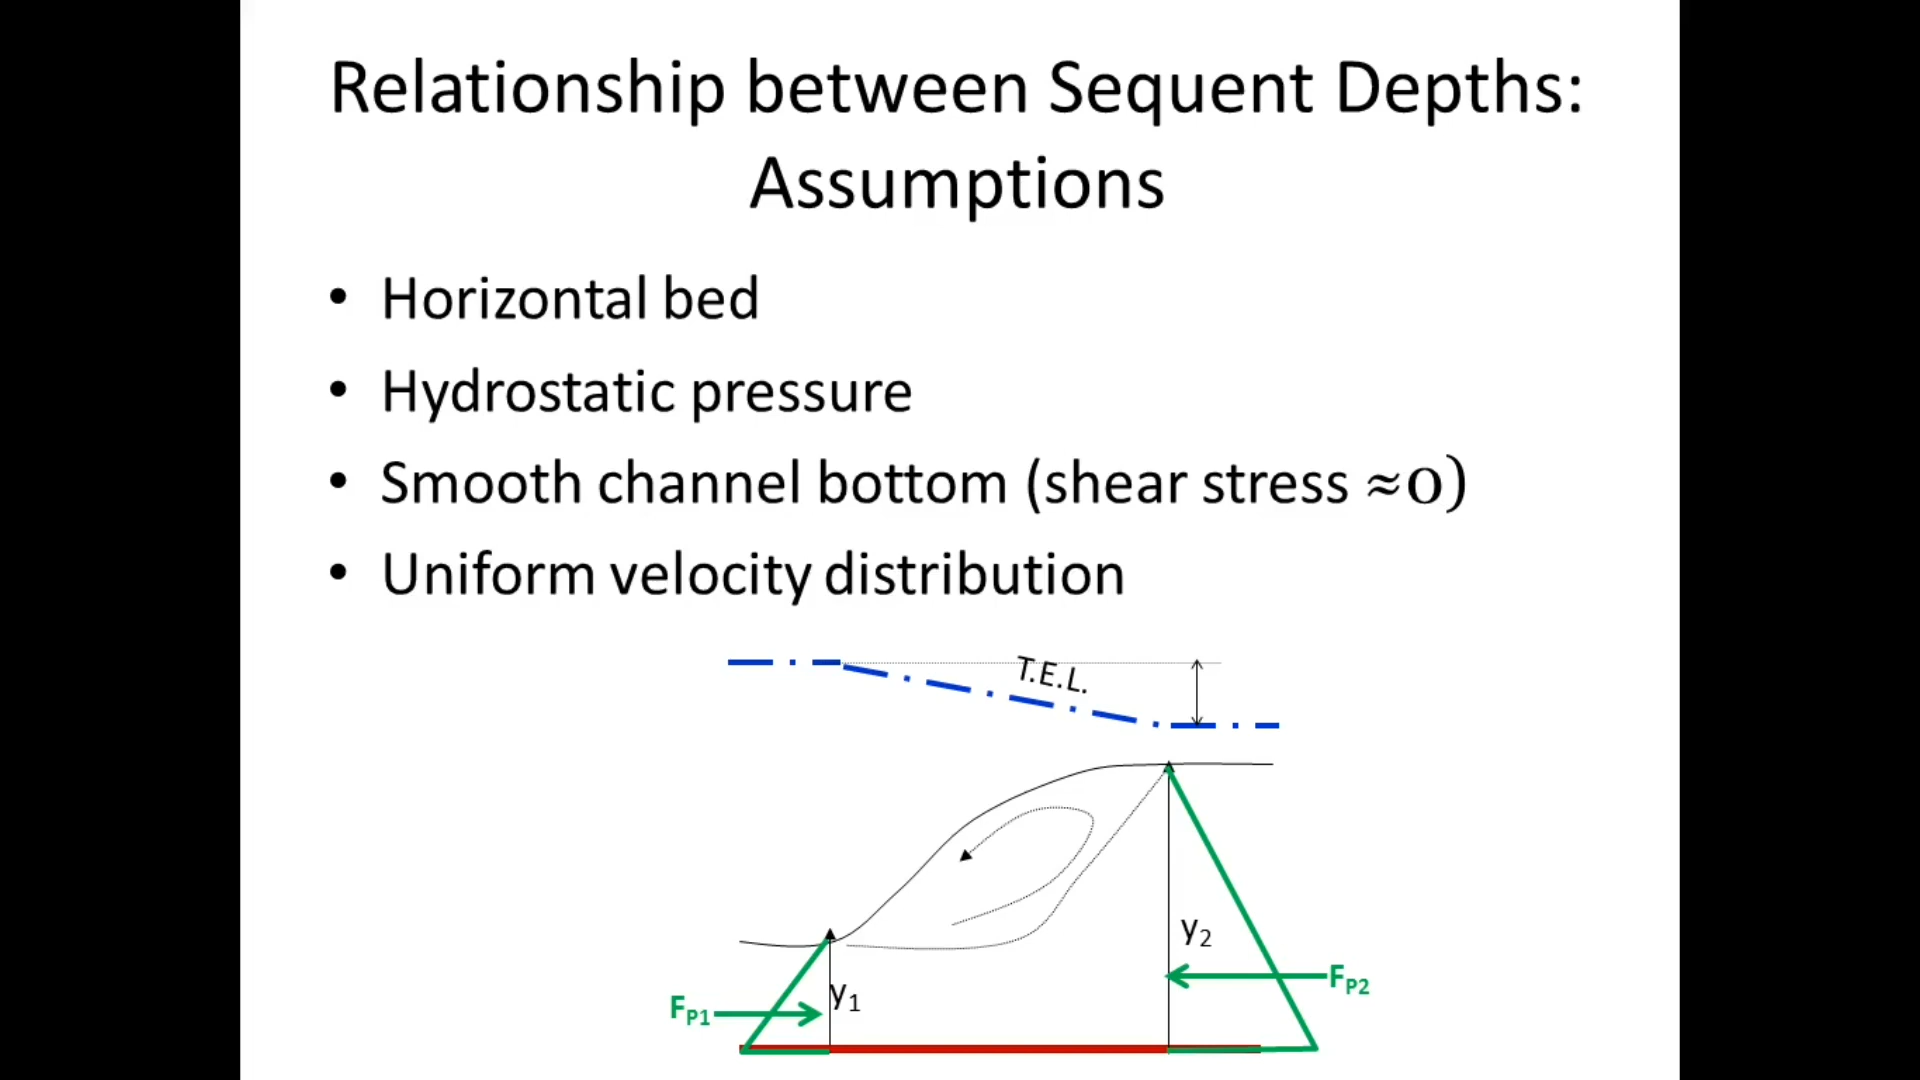 Relationship between Sequent Depths:
Assumptions
• Horizontal bed
• Hydrostatic pressure
• Smooth channel bottom (shear stress ≈0)
• Uniform velocity distribution
T.E.L.
y₂
F_P2
y₁
F_P1